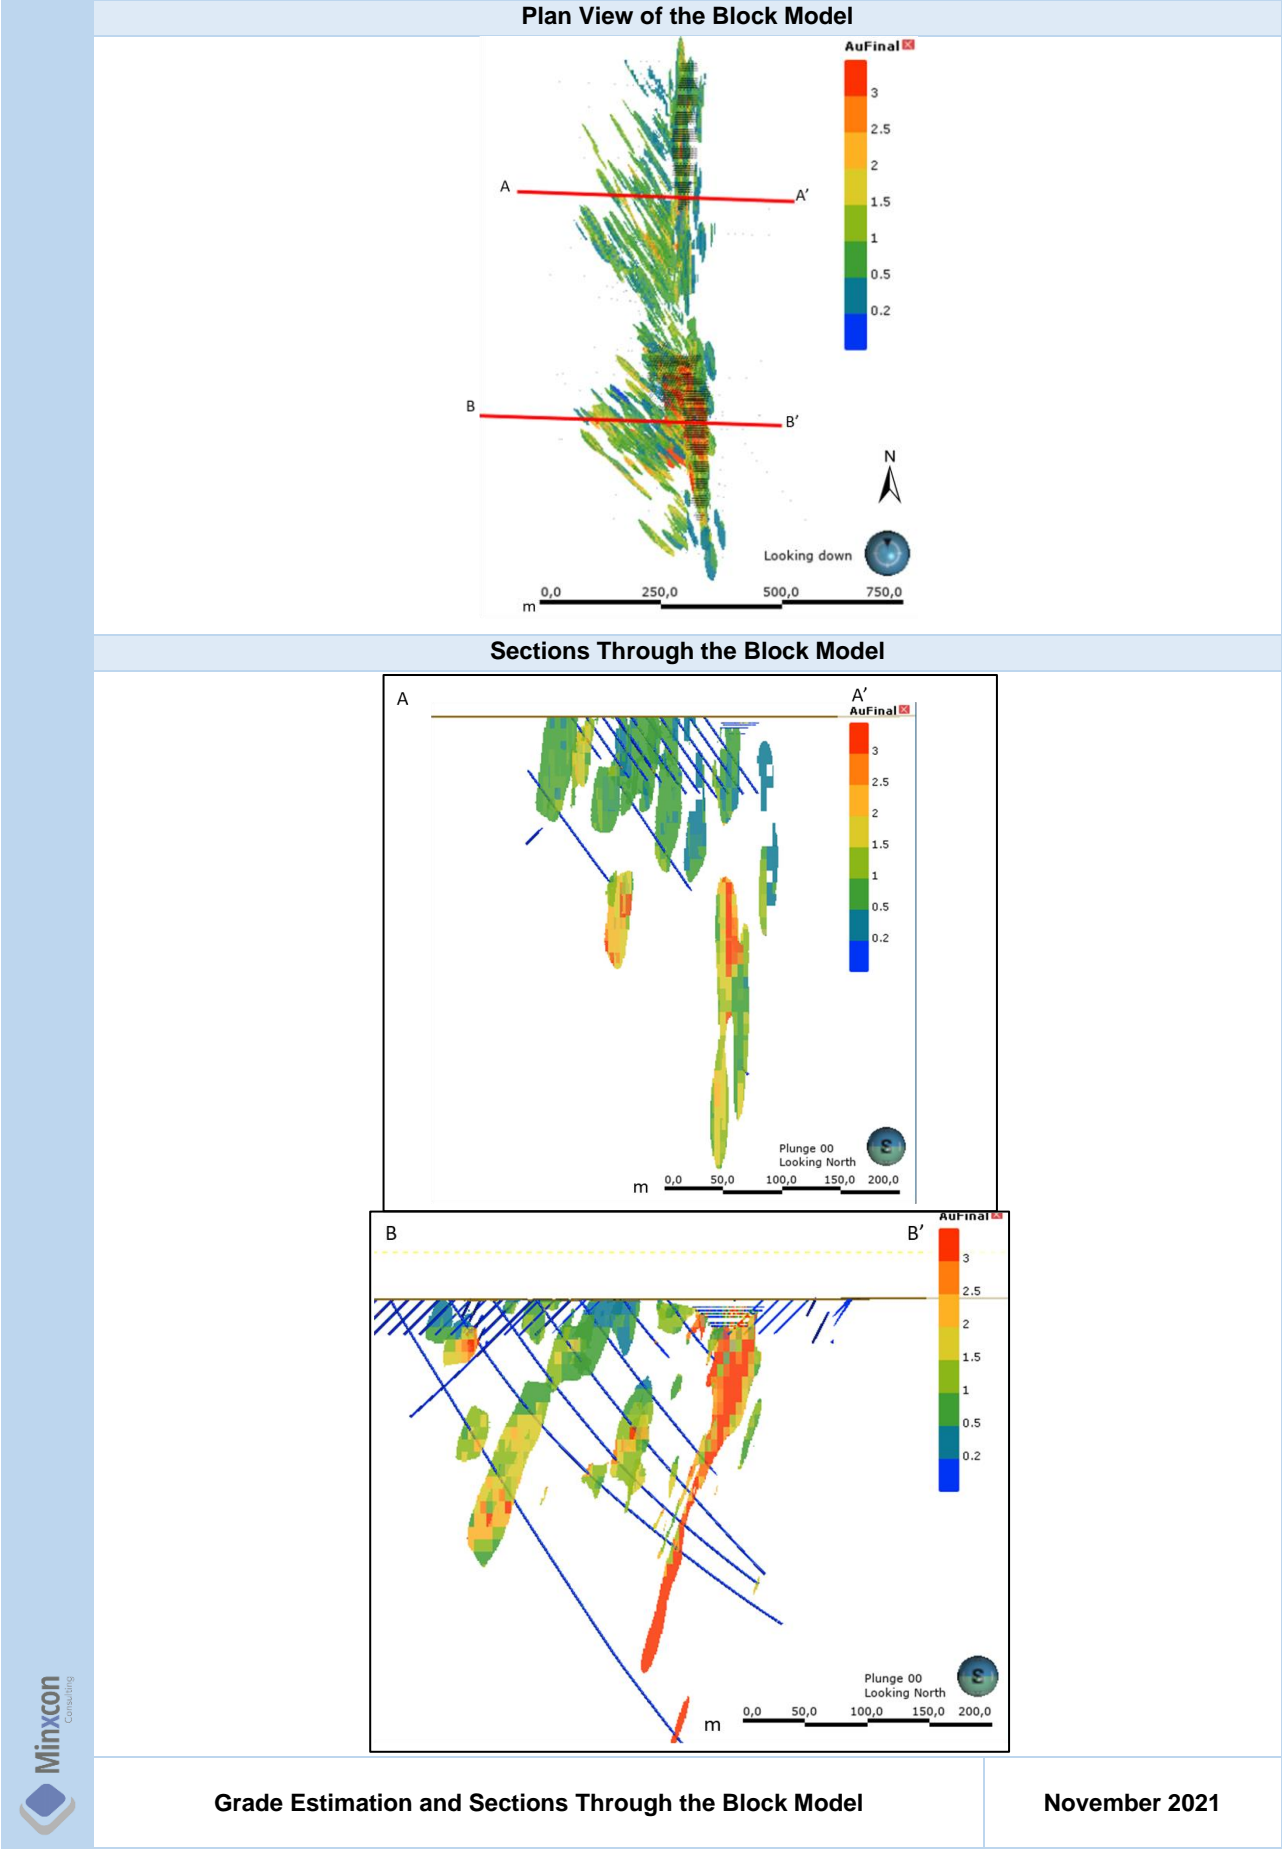 Plan View of the Block Model
AuFinal
3
2.5
2
1.5
1
0.5
0.2
A
A’
B
B’
N
Looking down
0,0 250,0 500,0 750,0
m
Sections Through the Block Model
A
A’
AuFinal
3
2.5
2
1.5
1
0.5
0.2
Plunge 00
Looking North
S
0,0 50,0 100,0 150,0 200,0
m
B
B’
AuFinal
3
2.5
2
1.5
1
0.5
0.2
Plunge 00
Looking North
S
0,0 50,0 100,0 150,0 200,0
m
Minxcon
Consulting
Grade Estimation and Sections Through the Block Model
November 2021